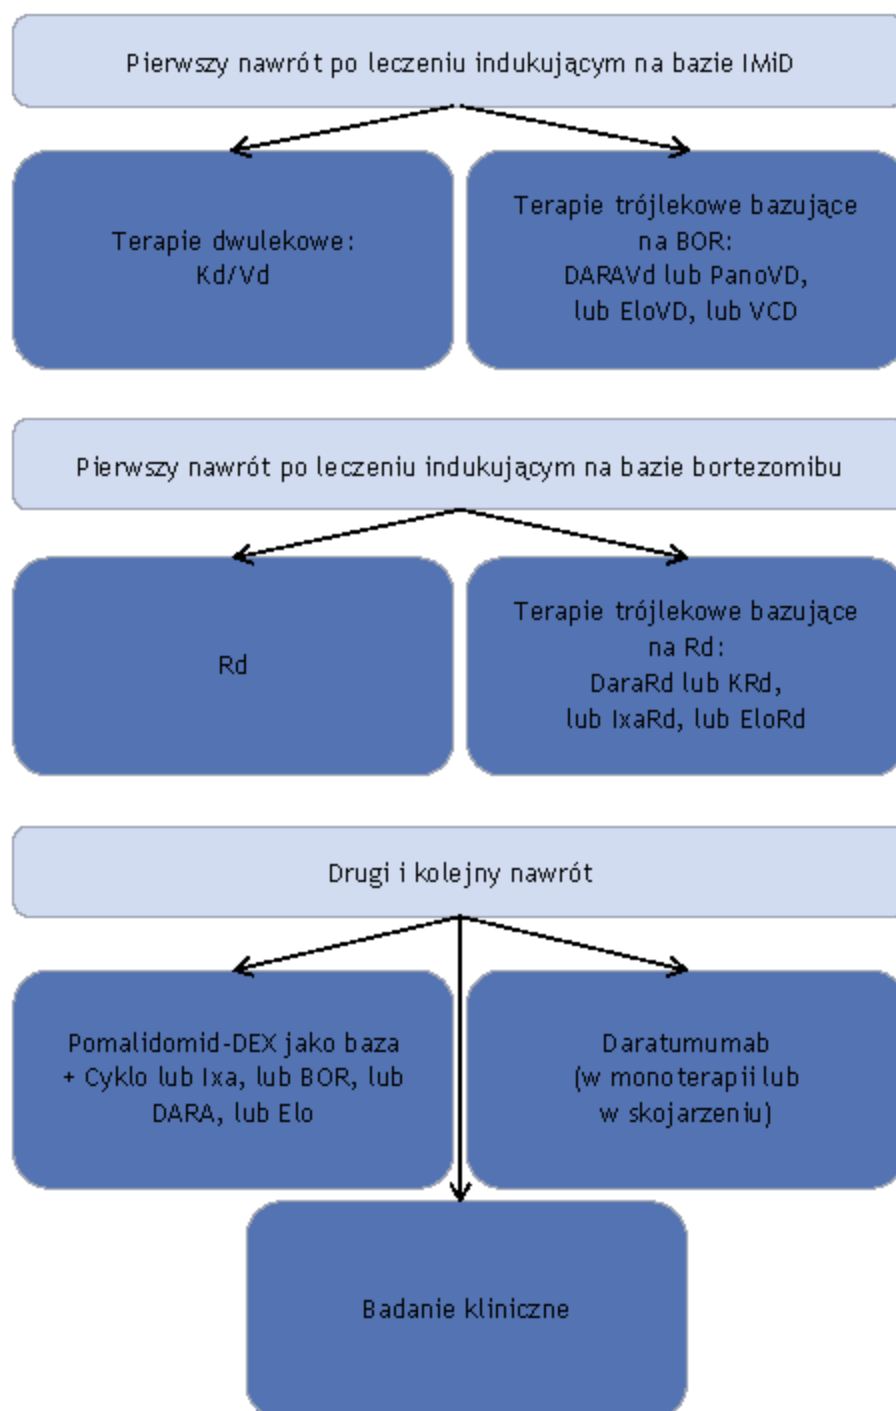 Pierwszy nawrót po leczeniu indukującym na bazie IMiD
Terapie dwulekowe:
Kd/Vd
Terapie trójlekowe bazujące
na BOR:
DARAVd lub PanoVD,
lub EloVD, lub VCD
Pierwszy nawrót po leczeniu indukującym na bazie bortezomibu
Rd
Terapie trójlekowe bazujące
na Rd:
DaraRd lub KRd,
lub IxaRd, lub EloRd
Drugi i kolejny nawrót
Pomalidomid-DEX jako baza
+ Cyklo lub Ixa, lub BOR, lub
DARA, lub Elo
Daratumumab
(w monoterapii lub
w skojarzeniu)
Badanie kliniczne